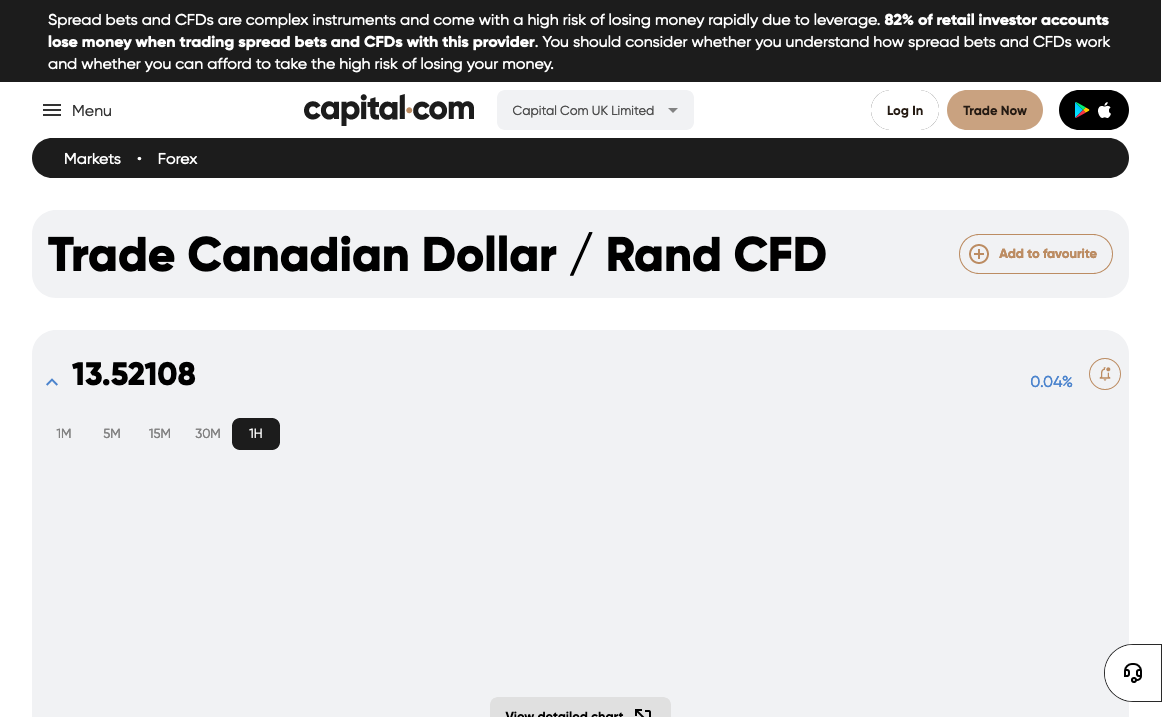 Spread bets and CFDs are complex instruments and come with a high risk of losing money rapidly due to leverage. 82% of retail investor accounts
lose money when trading spread bets and CFDs with this provider. You should consider whether you understand how spread bets and CFDs work
and whether you can afford to take the high risk of losing your money.
Menu
capital.com
Capital Com UK Limited
Log In
Trade Now
Markets • Forex
Trade Canadian Dollar / Rand CFD
Add to favourite
13.52108
0.04%
1M 5M 15M 30M 1H
View detailed chart